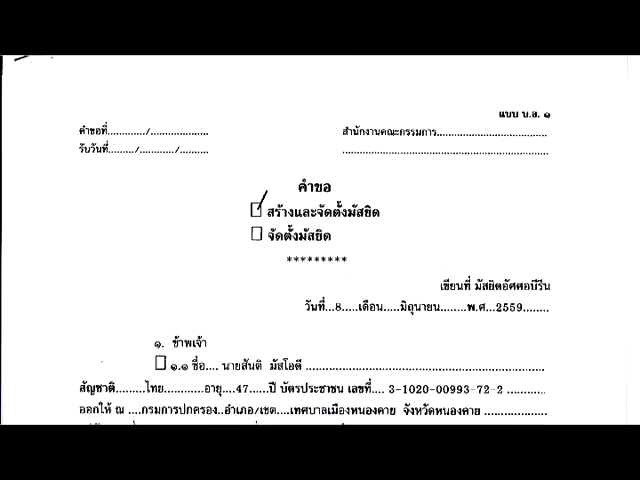 แบบ บ.อ. ๑
คำขอที่............./....................
สำนักงานคณะกรรมการ......................................
รับวันที่........./.........../..........
คำขอ
สร้างและจัดตั้งมัสยิด
จัดตั้งมัสยิด
*********
เขียนที่ มัสยิดอัศศอบิรีน
วันที่...8.....เดือน.....มิถุนายน........พ.ศ...2559........
๑. ข้าพเจ้า
๑.๑ ชื่อ.... นายสันติ มัสโอดี
สัญชาติ.........ไทย............อายุ....47......ปี บัตรประชาชน เลขที่.... 3-1020-00993-72-2 ............
ออกให้ ณ ....กรมการปกครอง..อำเภอ/เขต....เทศบาลเมืองหนองคาย จังหวัดหนองคาย ...................